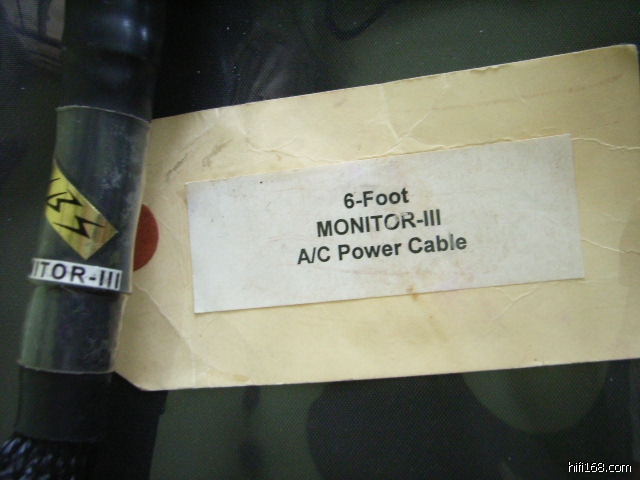 6-Foot
MONITOR-III
A/C Power Cable
ITOR-III
hifi168.com